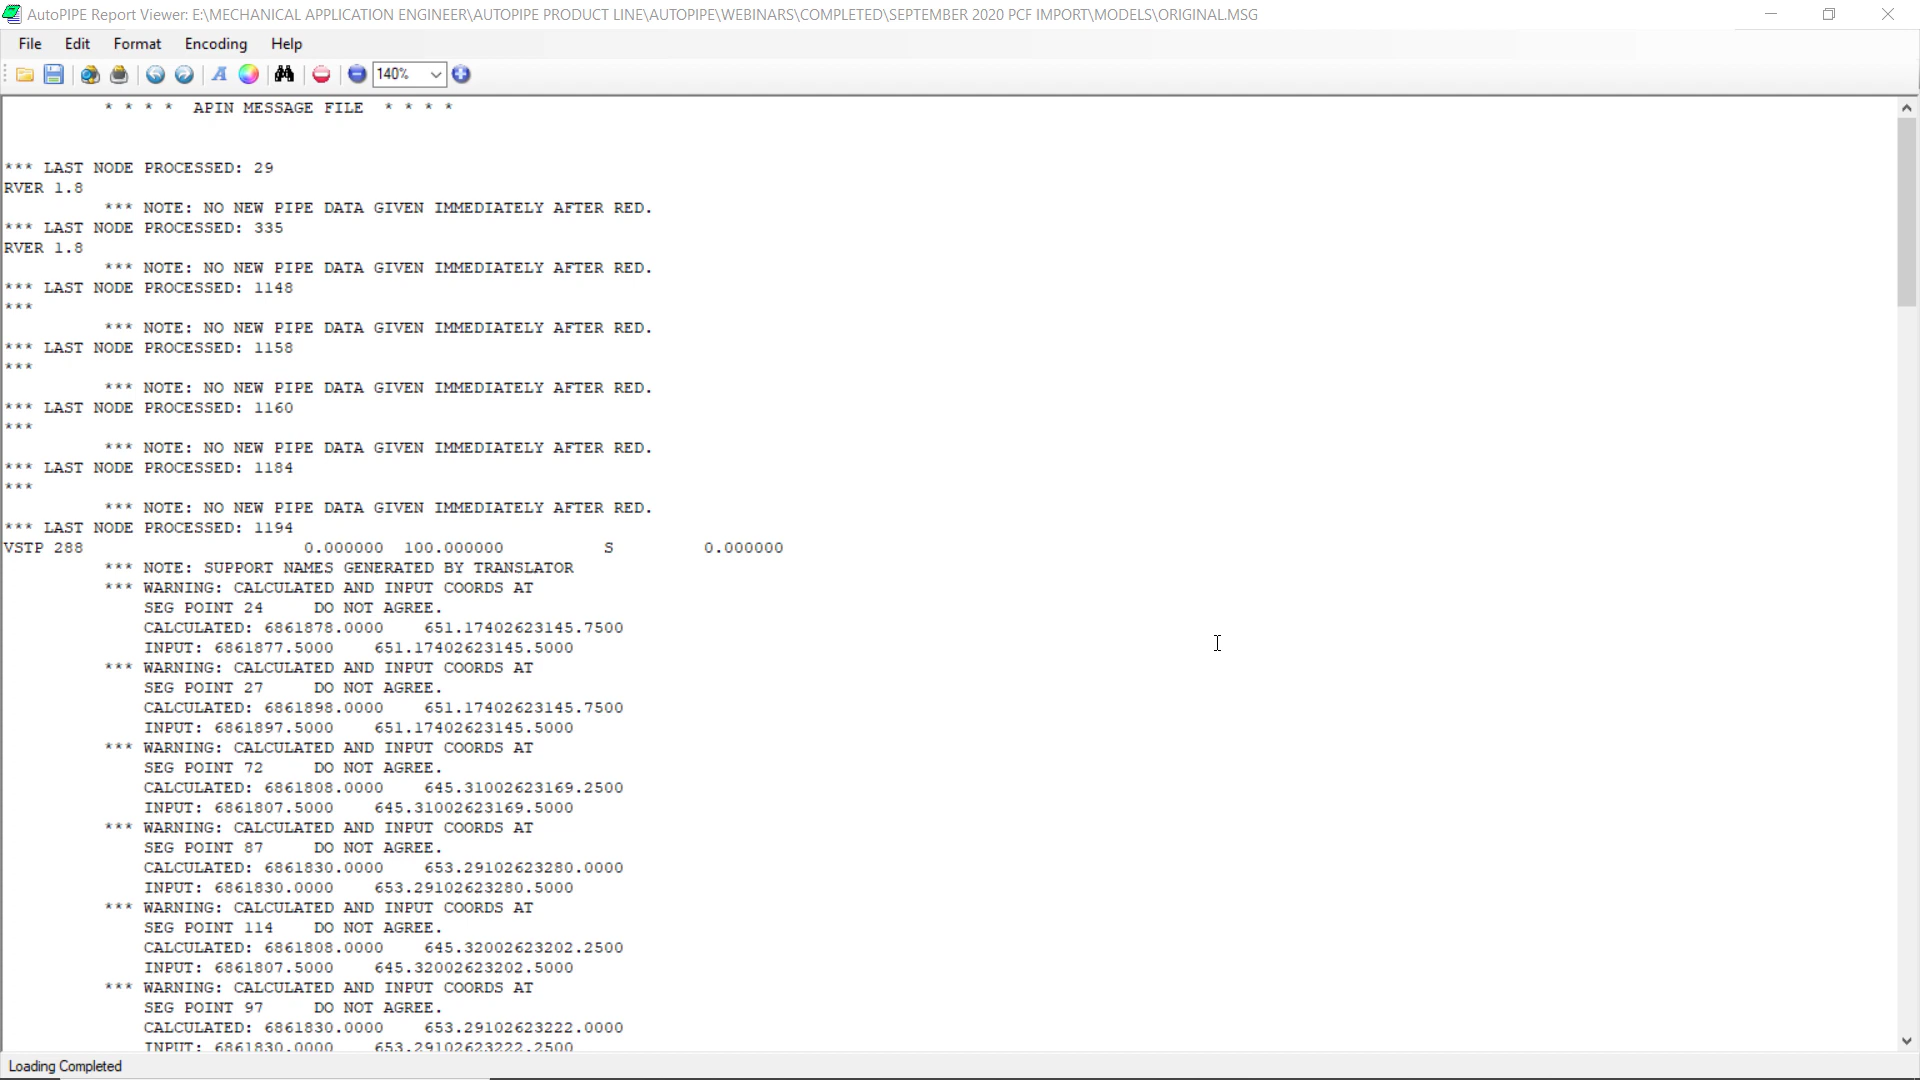 AutoPIPE Report Viewer: E:\MECHANICAL APPLICATION ENGINEER\AUTOPIPE PRODUCT LINE\AUTOPIPE\WEBINARS\COMPLETED\SEPTEMBER 2020 PCF IMPORT\MODELS\ORIGINAL.MSG
File Edit Format Encoding Help
140%
* * * * APIN MESSAGE FILE * * * *
*** LAST NODE PROCESSED: 29
RVER 1.8
*** NOTE: NO NEW PIPE DATA GIVEN IMMEDIATELY AFTER RED.
*** LAST NODE PROCESSED: 335
RVER 1.8
*** NOTE: NO NEW PIPE DATA GIVEN IMMEDIATELY AFTER RED.
*** LAST NODE PROCESSED: 1148
***
*** NOTE: NO NEW PIPE DATA GIVEN IMMEDIATELY AFTER RED.
*** LAST NODE PROCESSED: 1158
***
*** NOTE: NO NEW PIPE DATA GIVEN IMMEDIATELY AFTER RED.
*** LAST NODE PROCESSED: 1160
***
*** NOTE: NO NEW PIPE DATA GIVEN IMMEDIATELY AFTER RED.
*** LAST NODE PROCESSED: 1184
***
*** NOTE: NO NEW PIPE DATA GIVEN IMMEDIATELY AFTER RED.
*** LAST NODE PROCESSED: 1194
VSTP 288 0.000000 100.000000 S 0.000000
*** NOTE: SUPPORT NAMES GENERATED BY TRANSLATOR
*** WARNING: CALCULATED AND INPUT COORDS AT
SEG POINT 24 DO NOT AGREE.
CALCULATED: 6861878.0000 651.17402623145.7500
INPUT: 6861877.5000 651.17402623145.5000
*** WARNING: CALCULATED AND INPUT COORDS AT
SEG POINT 27 DO NOT AGREE.
CALCULATED: 6861898.0000 651.17402623145.7500
INPUT: 6861897.5000 651.17402623145.5000
*** WARNING: CALCULATED AND INPUT COORDS AT
SEG POINT 72 DO NOT AGREE.
CALCULATED: 6861808.0000 645.31002623169.2500
INPUT: 6861807.5000 645.31002623169.5000
*** WARNING: CALCULATED AND INPUT COORDS AT
SEG POINT 87 DO NOT AGREE.
CALCULATED: 6861830.0000 653.29102623280.0000
INPUT: 6861830.0000 653.29102623280.5000
*** WARNING: CALCULATED AND INPUT COORDS AT
SEG POINT 114 DO NOT AGREE.
CALCULATED: 6861808.0000 645.32002623202.2500
INPUT: 6861807.5000 645.32002623202.5000
*** WARNING: CALCULATED AND INPUT COORDS AT
SEG POINT 97 DO NOT AGREE.
CALCULATED: 6861830.0000 653.29102623222.0000
INPUT: 6861830.0000 653.29102623222.2500
Loading Completed